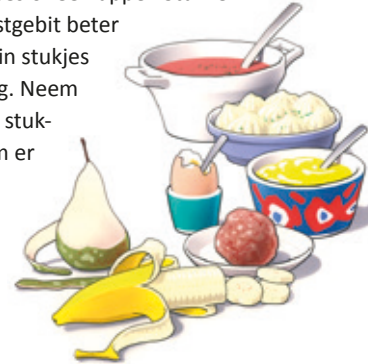 stgebit beter
in stukjes
g. Neem
stuk-
n er